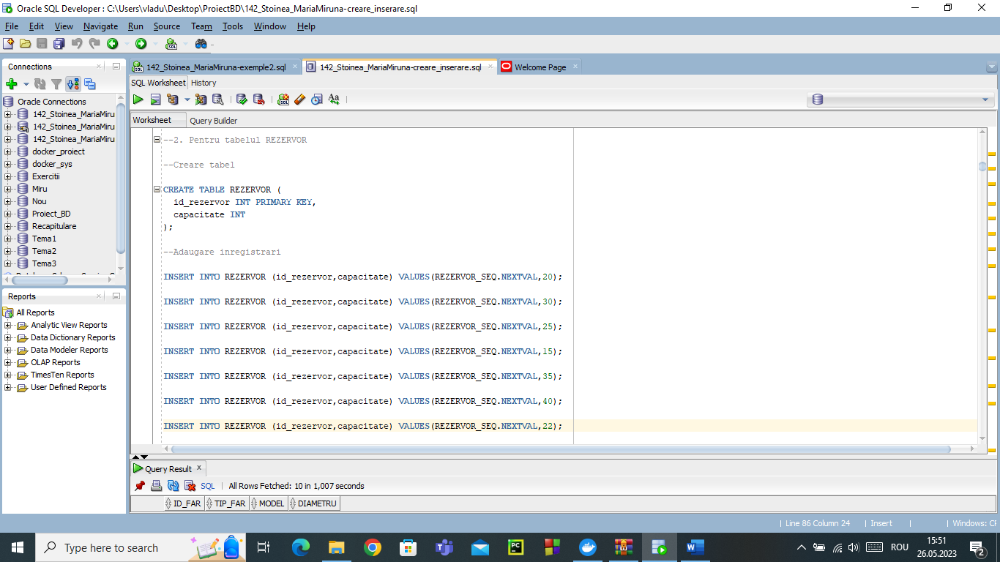 Oracle SQL Developer : C:\Users\vladu\Desktop\ProiectBD\142_Stoinea_MariaMiruna-creare_inserare.sql
File Edit View Navigate Run Source Team Tools Window Help
Connections
Oracle Connections
142_Stoinea_MariaMiru
142_Stoinea_MariaMiru
142_Stoinea_MariaMiru
docker_proiect
docker_sys
Exercitii
Miru
Nou
Proiect_BD
Recapitulare
Tema1
Tema2
Tema3
Reports
All Reports
Analytic View Reports
Data Dictionary Reports
Data Modeler Reports
OLAP Reports
TimesTen Reports
User Defined Reports
142_Stoinea_MariaMiruna-exemple2.sql 142_Stoinea_MariaMiruna-creare_inserare.sql Welcome Page
SQL Worksheet History
Worksheet Query Builder
--2. Pentru tabelul REZERVOR
--Creare tabel
CREATE TABLE REZERVOR (
id_rezervor INT PRIMARY KEY,
capacitate INT
);
--Adaugare inregistrari
INSERT INTO REZERVOR (id_rezervor,capacitate) VALUES(REZERVOR_SEQ.NEXTVAL,20);
INSERT INTO REZERVOR (id_rezervor,capacitate) VALUES(REZERVOR_SEQ.NEXTVAL,30);
INSERT INTO REZERVOR (id_rezervor,capacitate) VALUES(REZERVOR_SEQ.NEXTVAL,25);
INSERT INTO REZERVOR (id_rezervor,capacitate) VALUES(REZERVOR_SEQ.NEXTVAL,15);
INSERT INTO REZERVOR (id_rezervor,capacitate) VALUES(REZERVOR_SEQ.NEXTVAL,35);
INSERT INTO REZERVOR (id_rezervor,capacitate) VALUES(REZERVOR_SEQ.NEXTVAL,40);
INSERT INTO REZERVOR (id_rezervor,capacitate) VALUES(REZERVOR_SEQ.NEXTVAL,22);
Query Result
SQL | All Rows Fetched: 10 in 1,007 seconds
ID_FAR TIP_FAR MODEL DIAMETRU
Line 86 Column 24 | Insert | | Windows: CF
Type here to search
ROU
15:51
26.05.2023
2